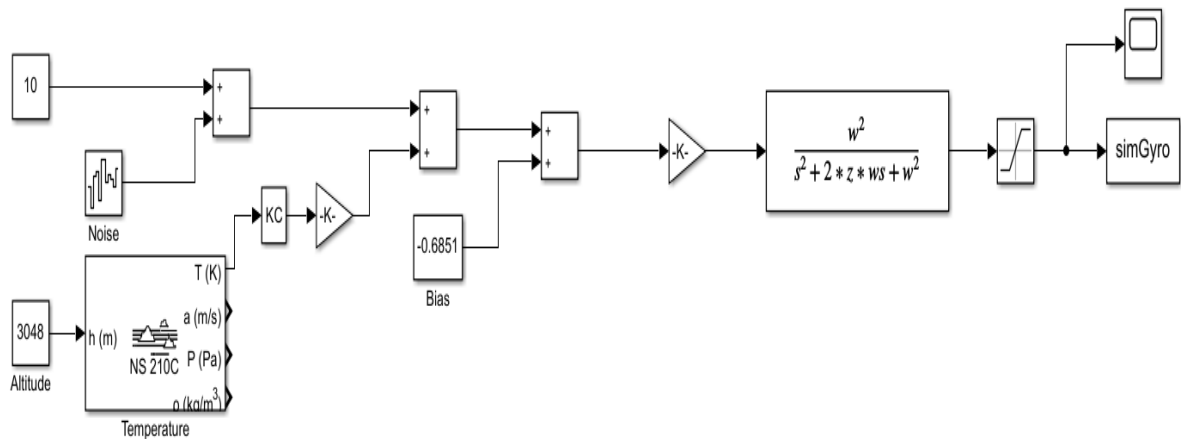 10
+
+
Noise
KC
-K-
+
+
-0.6851
Bias
+
+
-K-
w²
s² + 2 * z * ws + w²
simGyro
3048
Altitude
h (m)
NS 210C
T (K)
a (m/s)
P (Pa)
ρ (kg/m³)
Temperature